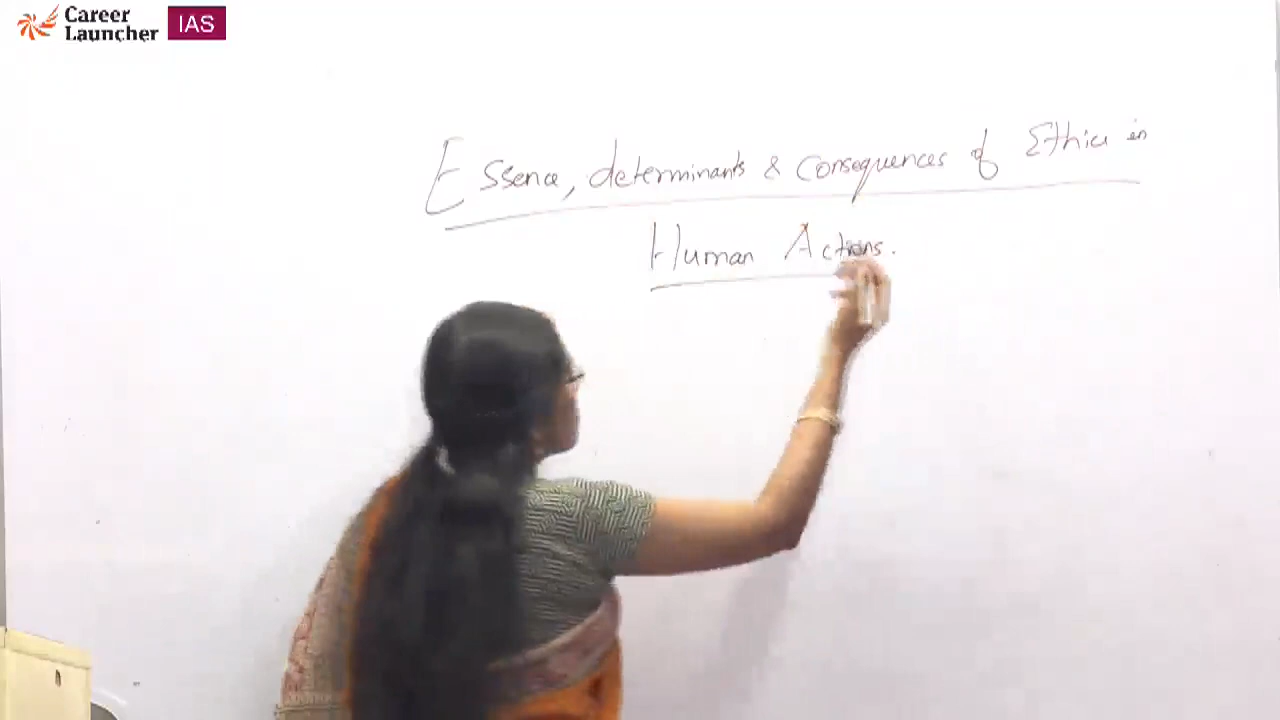 Career
Launcher
IAS
Essence, determinants & consequences of Ethics in
Human Actions.